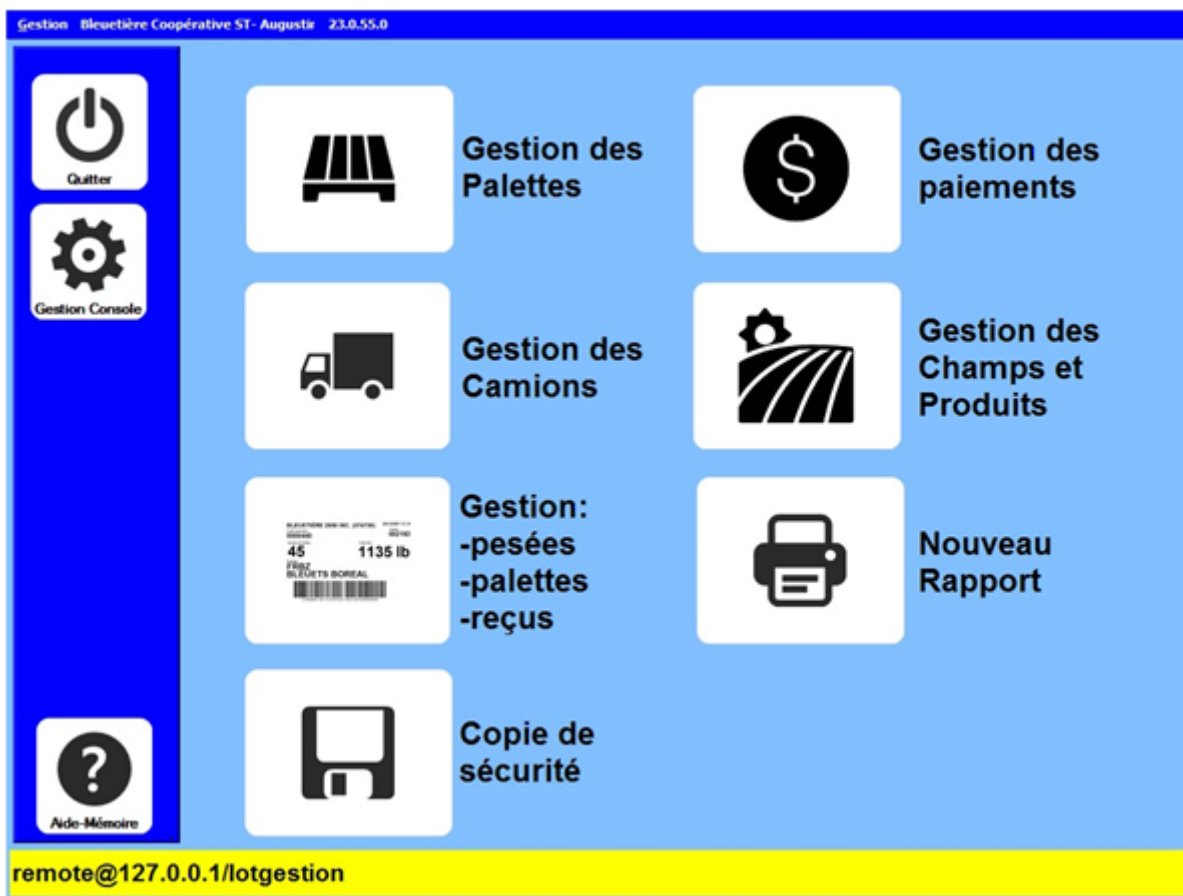 Gestion Bleuetière Coopérative ST- Augustir 23.0.55.0
Quitter
Gestion Console
Aide-Mémoire
Gestion des
Palettes
Gestion des
paiements
Gestion des
Camions
Gestion des
Champs et
Produits
45
1135 lb
BLEUETS BOREAL
Gestion:
-pesées
-palettes
-reçus
Nouveau
Rapport
Copie de
sécurité
remote@127.0.0.1/lotgestion